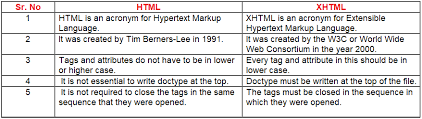 Sr. No HTML XHTML
1 HTML is an acronym for Hypertext Markup XHTML is an acronym for Extensible
Language. Hypertext Markup Language.
2 It was created by Tim Berners-Lee in 1991. It was created by the W3C or World Wide
Web Consortium in the year 2000.
3 Tags and attributes do not have to be in lower Every tag and attribute in this should be in
or higher case. lower case.
4 It is not essential to write doctype at the top. Doctype must be written at the top of the file.
5 It is not required to close the tags in the same The tags must be closed in the sequence in
sequence that they were opened. which they were opened.